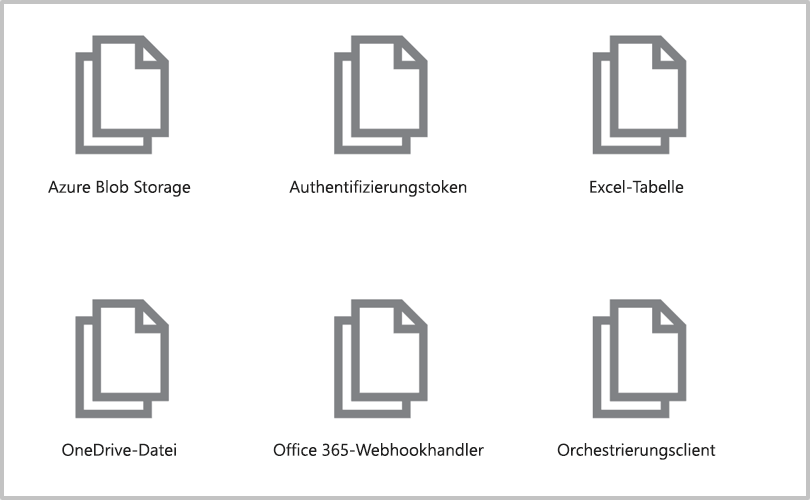 Azure Blob Storage
Authentifizierungstoken
Excel-Tabelle
OneDrive-Datei
Office 365-Webhookhandler
Orchestrierungsclient